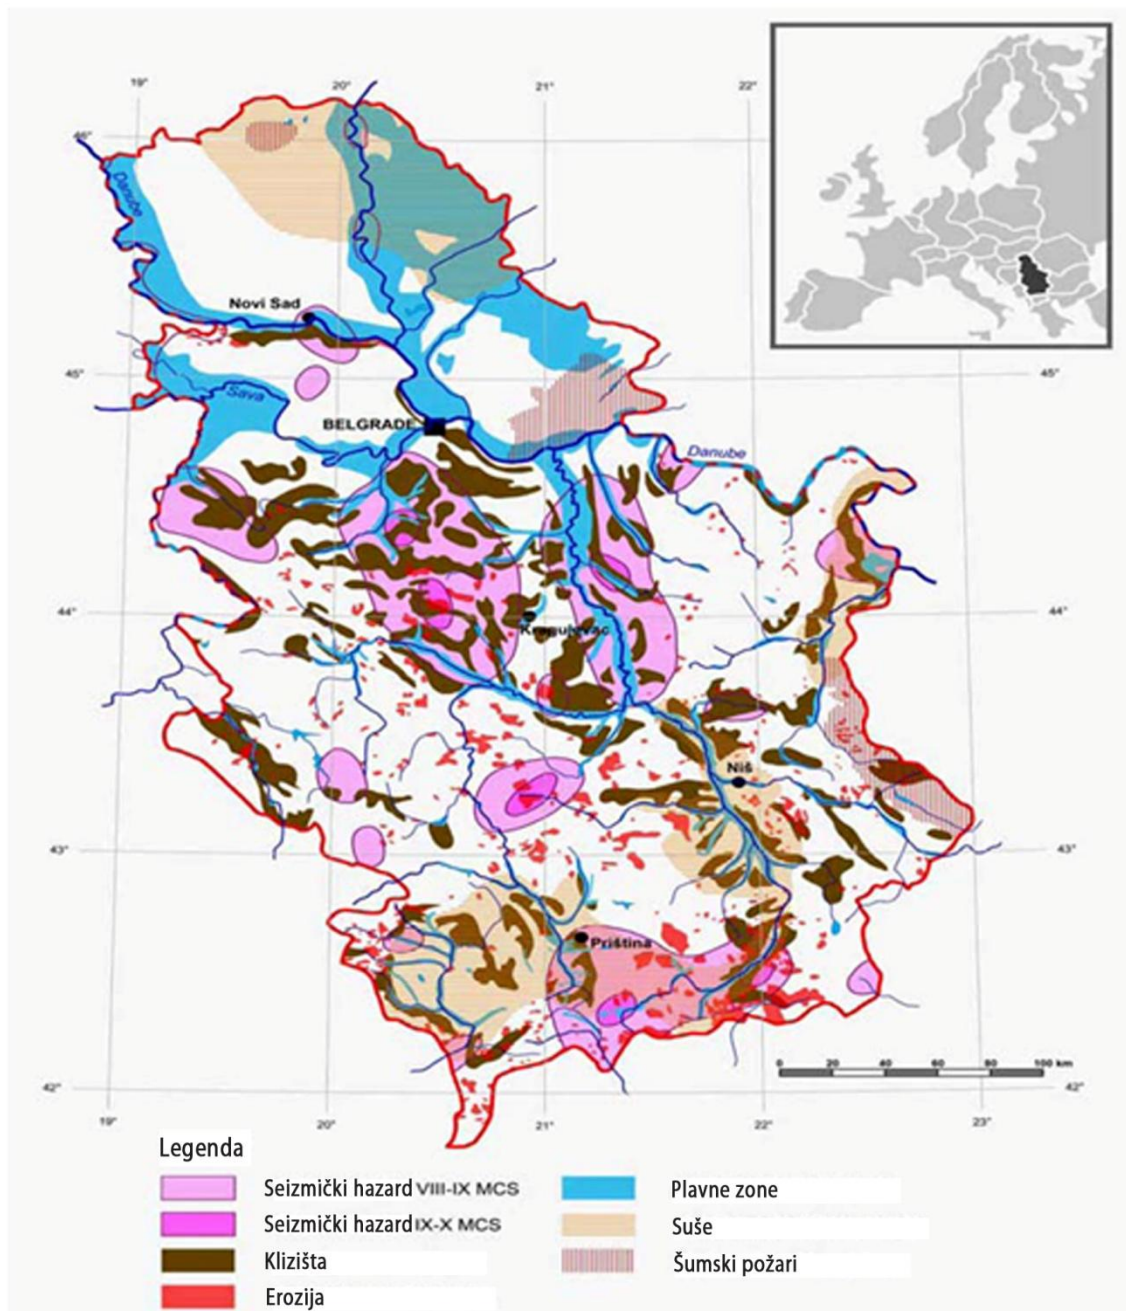 19°
20°
21°
22°
46°
Danube
Novi Sad
45°
45°
Sava
BELGRADE
Danube
44°
44°
Kragujevac
Niš
43°
43°
Priština
0 20 40 60 80 100 km
42°
42°
19°
20°
21°
22°
23°
Legenda
Seizmički hazard VIII-IX MCS
Seizmički hazard IX-X MCS
Klizišta
Erozija
Plavne zone
Suše
Šumski požari